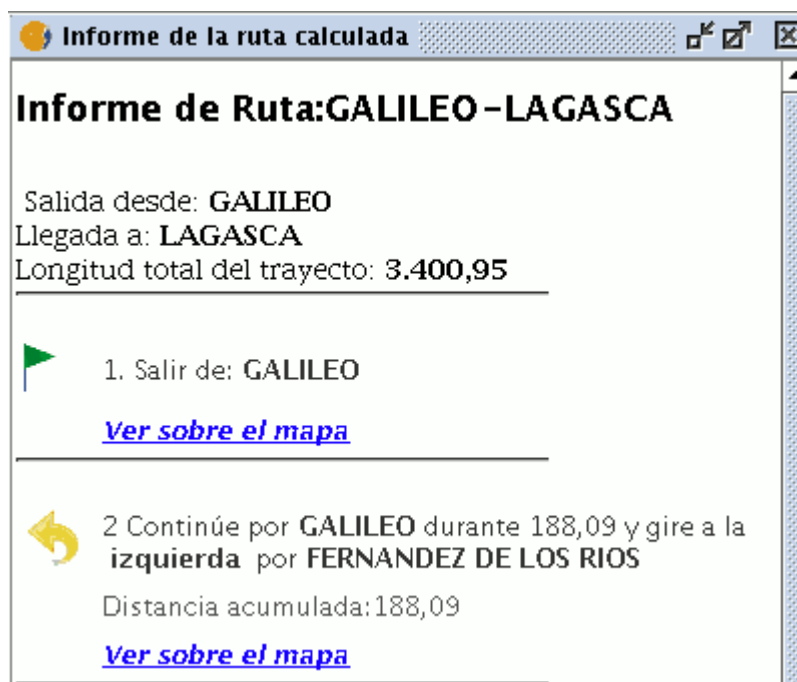 Informe de la ruta calculada
Informe de Ruta:GALILEO-LAGASCA
Salida desde: GALILEO
Llegada a: LAGASCA
Longitud total del trayecto: 3.400,95
1. Salir de: GALILEO
Ver sobre el mapa
2 Continúe por GALILEO durante 188,09 y gire a la
izquierda por FERNANDEZ DE LOS RIOS
Distancia acumulada:188,09
Ver sobre el mapa